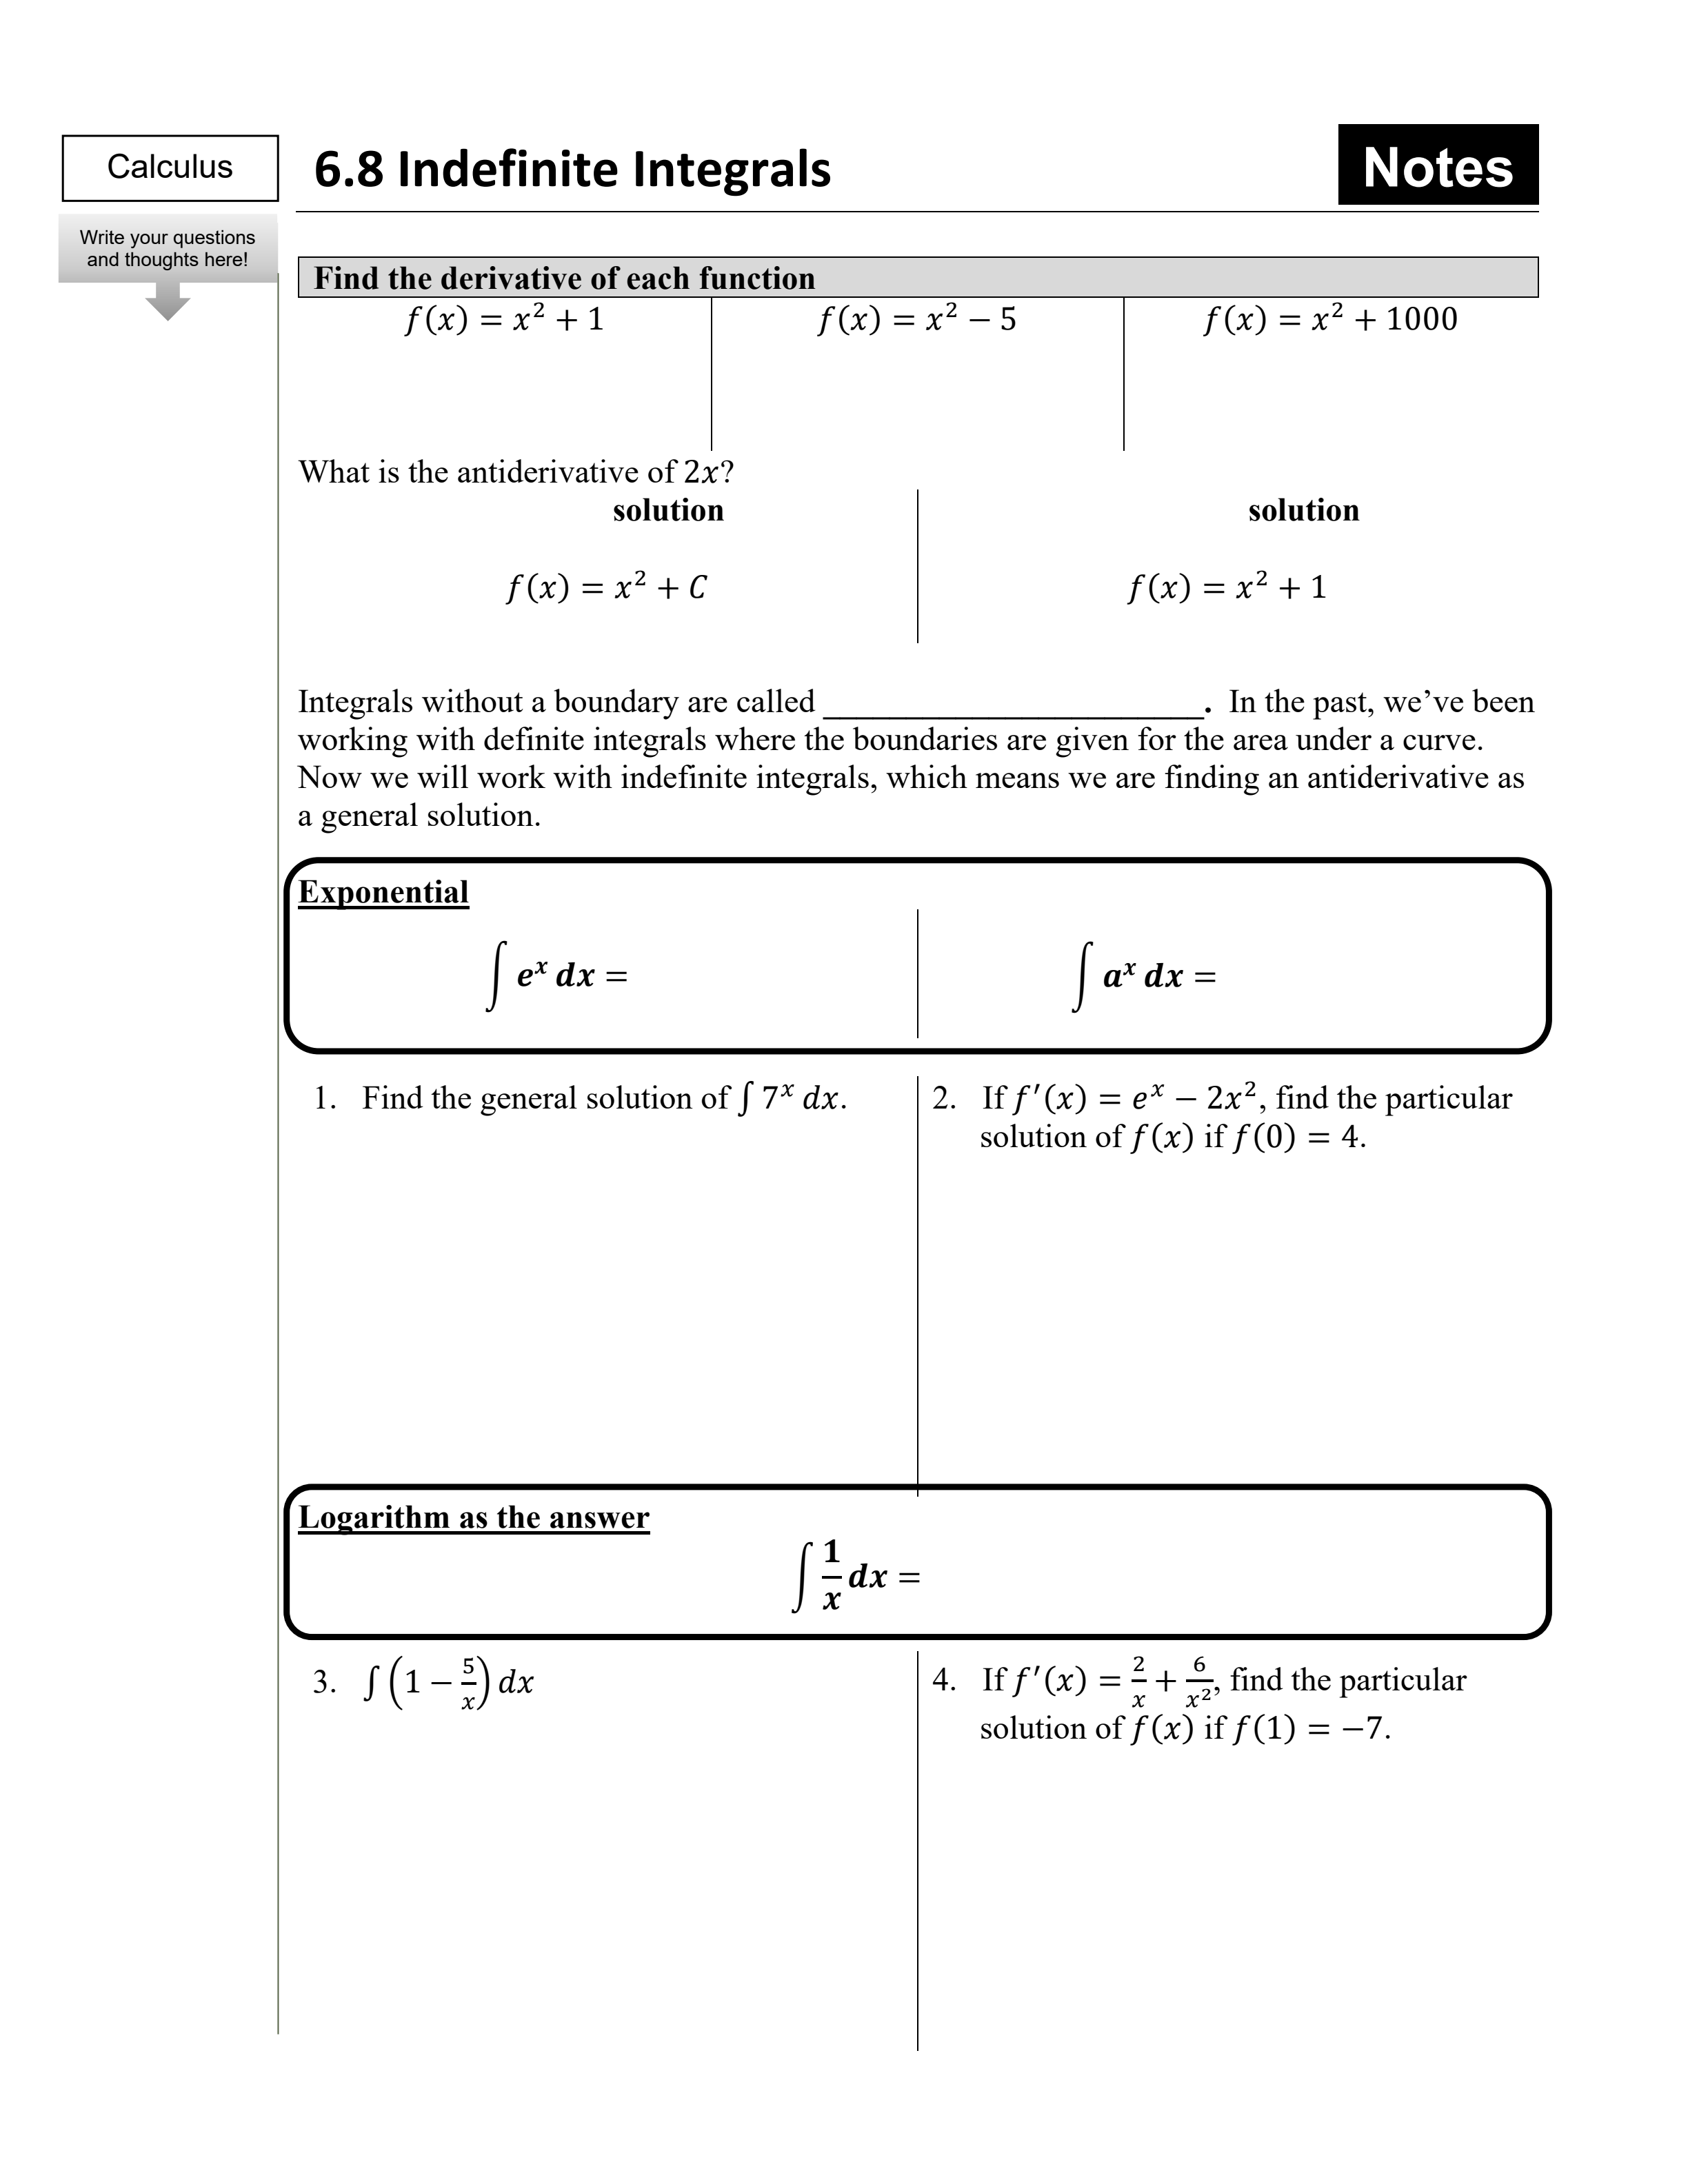 Calculus
6.8 Indefinite Integrals
Notes
Write your questions
and thoughts here!
Find the derivative of each function
f(x) = x² + 1
f(x) = x² − 5
f(x) = x² + 1000
What is the antiderivative of 2x?
solution
solution
f(x) = x² + C
f(x) = x² + 1
Integrals without a boundary are called _______________________. In the past, we’ve been
working with definite integrals where the boundaries are given for the area under a curve.
Now we will work with indefinite integrals, which means we are finding an antiderivative as
a general solution.
Exponential
∫ eˣ dx =
∫ aˣ dx =
1. Find the general solution of ∫ 7ˣ dx.
2. If f′(x) = eˣ − 2x², find the particular
solution of f(x) if f(0) = 4.
Logarithm as the answer
∫ 1/x dx =
3. ∫ (1 − 5/x) dx
4. If f′(x) = 2/x + 6/x², find the particular
solution of f(x) if f(1) = −7.